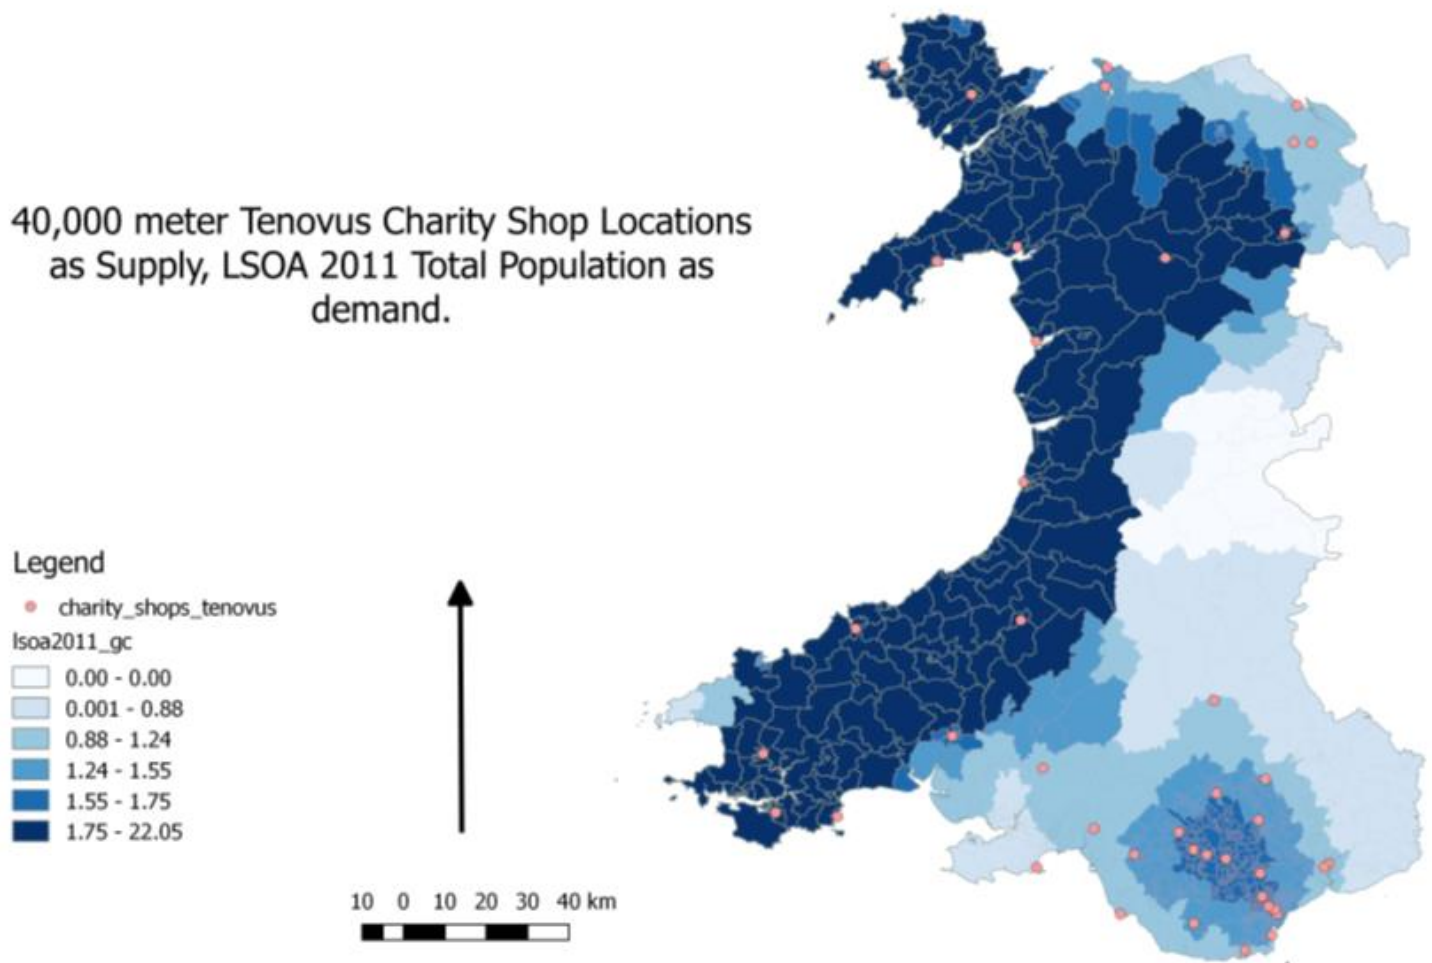 40,000 meter Tenovus Charity Shop Locations
as Supply, LSOA 2011 Total Population as
demand.
Legend
charity_shops_tenovus
lsoa2011_gc
0.00 - 0.00
0.001 - 0.88
0.88 - 1.24
1.24 - 1.55
1.55 - 1.75
1.75 - 22.05
10 0 10 20 30 40 km